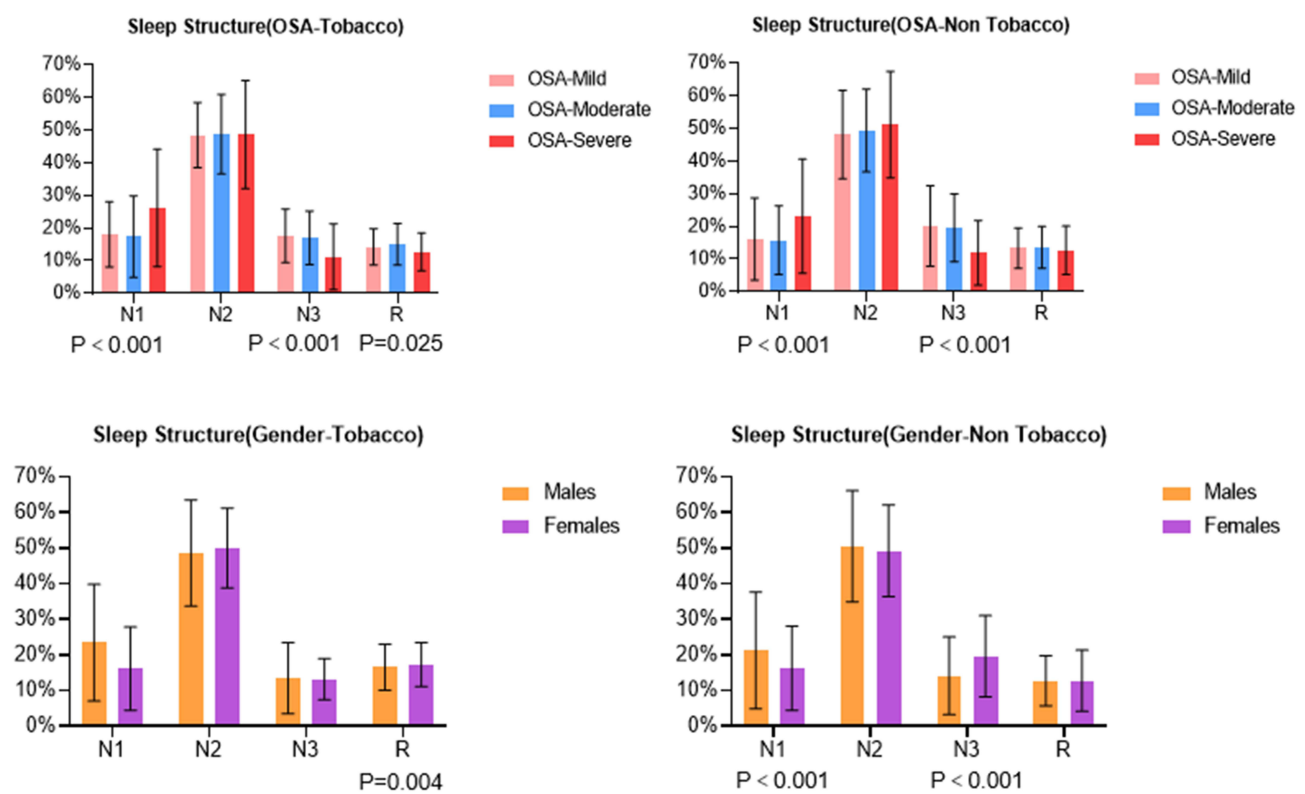 Sleep Structure(OSA-Tobacco)
70%
60%
50%
40%
30%
20%
10%
0%
N1 N2 N3 R
P < 0.001 P < 0.001 P=0.025
OSA-Mild
OSA-Moderate
OSA-Severe
Sleep Structure(OSA-Non Tobacco)
70%
60%
50%
40%
30%
20%
10%
0%
N1 N2 N3 R
P < 0.001 P < 0.001
OSA-Mild
OSA-Moderate
OSA-Severe
Sleep Structure(Gender-Tobacco)
70%
60%
50%
40%
30%
20%
10%
0%
N1 N2 N3 R
P=0.004
Males
Females
Sleep Structure(Gender-Non Tobacco)
70%
60%
50%
40%
30%
20%
10%
0%
N1 N2 N3 R
P < 0.001 P < 0.001
Males
Females